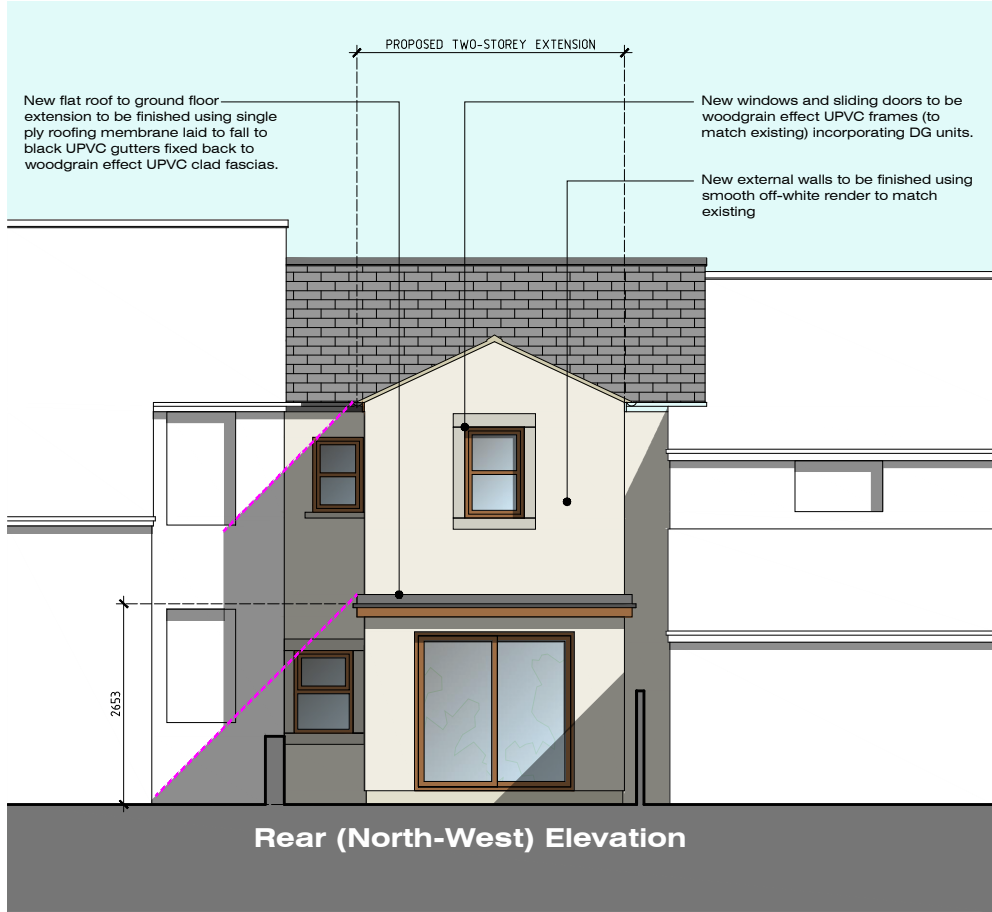 PROPOSED TWO-STOREY EXTENSION
New flat roof to ground floor
extension to be finished using single
ply roofing membrane laid to fall to
black UPVC gutters fixed back to
woodgrain effect UPVC clad fascias.
New windows and sliding doors to be
woodgrain effect UPVC frames (to
match existing) incorporating DG units.
New external walls to be finished using
smooth off-white render to match
existing
2653
Rear (North-West) Elevation